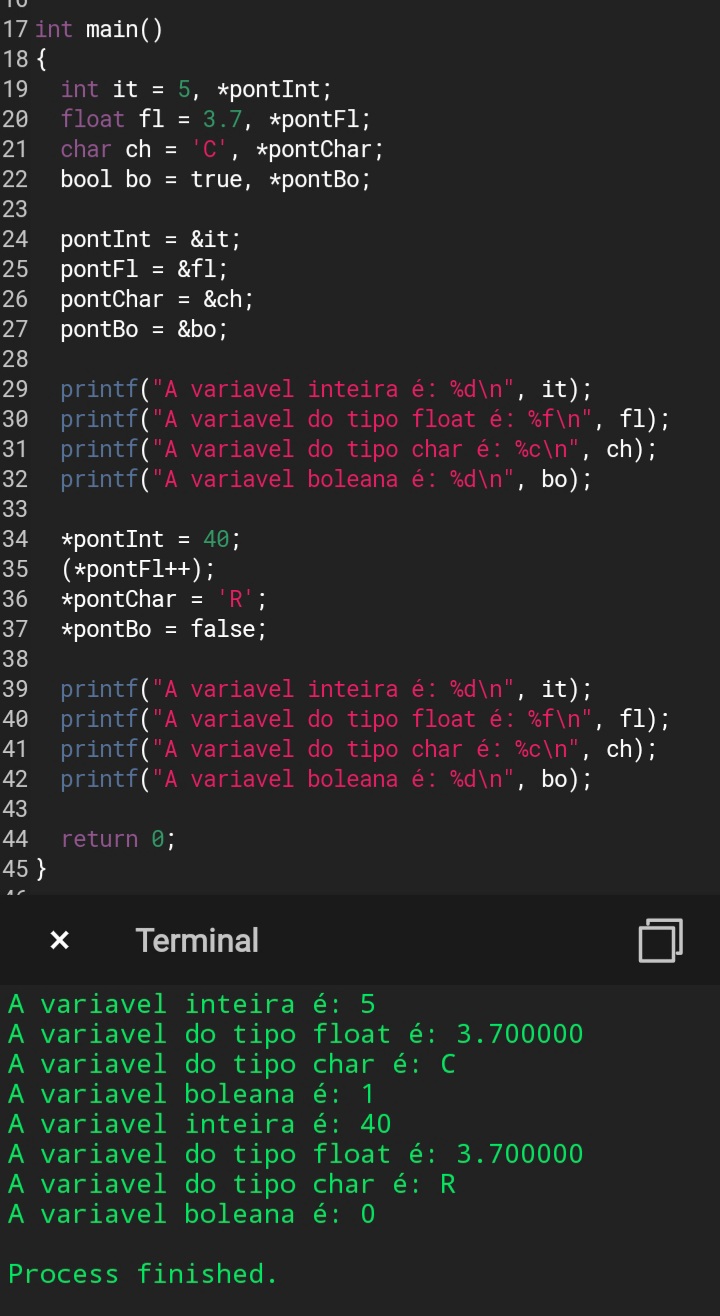 17 int main()
18 {
19   int it = 5, *pontInt;
20   float fl = 3.7, *pontFl;
21   char ch = 'C', *pontChar;
22   bool bo = true, *pontBo;
23
24   pontInt = &it;
25   pontFl = &fl;
26   pontChar = &ch;
27   pontBo = &bo;
28
29   printf("A variavel inteira é: %d\n", it);
30   printf("A variavel do tipo float é: %f\n", fl);
31   printf("A variavel do tipo char é: %c\n", ch);
32   printf("A variavel boleana é: %d\n", bo);
33
34   *pontInt = 40;
35   (*pontFl++);
36   *pontChar = 'R';
37   *pontBo = false;
38
39   printf("A variavel inteira é: %d\n", it);
40   printf("A variavel do tipo float é: %f\n", fl);
41   printf("A variavel do tipo char é: %c\n", ch);
42   printf("A variavel boleana é: %d\n", bo);
43
44   return 0;
45 }
× Terminal
A variavel inteira é: 5
A variavel do tipo float é: 3.700000
A variavel do tipo char é: C
A variavel boleana é: 1
A variavel inteira é: 40
A variavel do tipo float é: 3.700000
A variavel do tipo char é: R
A variavel boleana é: 0

Process finished.